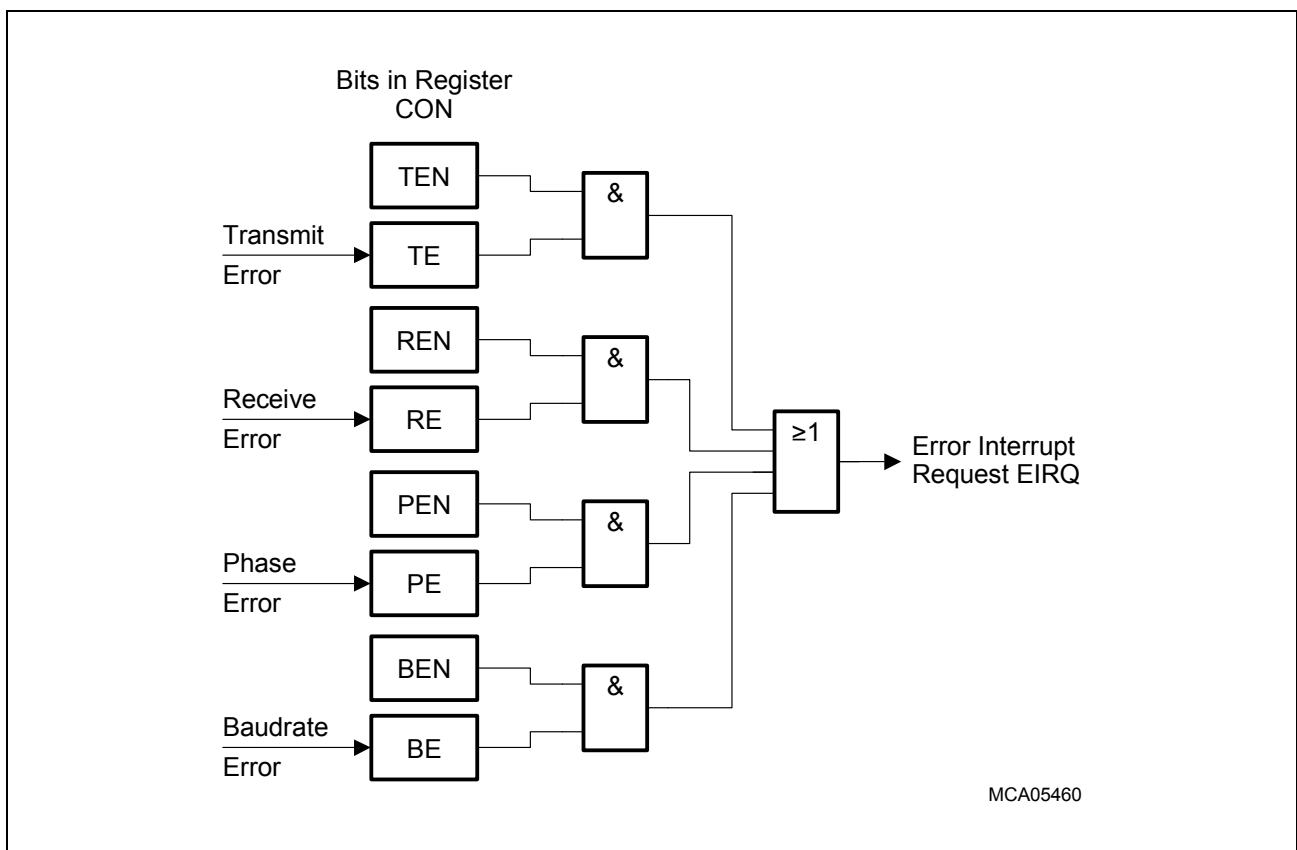 Bits in Register
CON
TEN
&
Transmit
Error
TE
REN
&
Receive
Error
RE
≥1
Error Interrupt
Request EIRQ
PEN
&
Phase
Error
PE
BEN
&
Baudrate
Error
BE
MCA05460